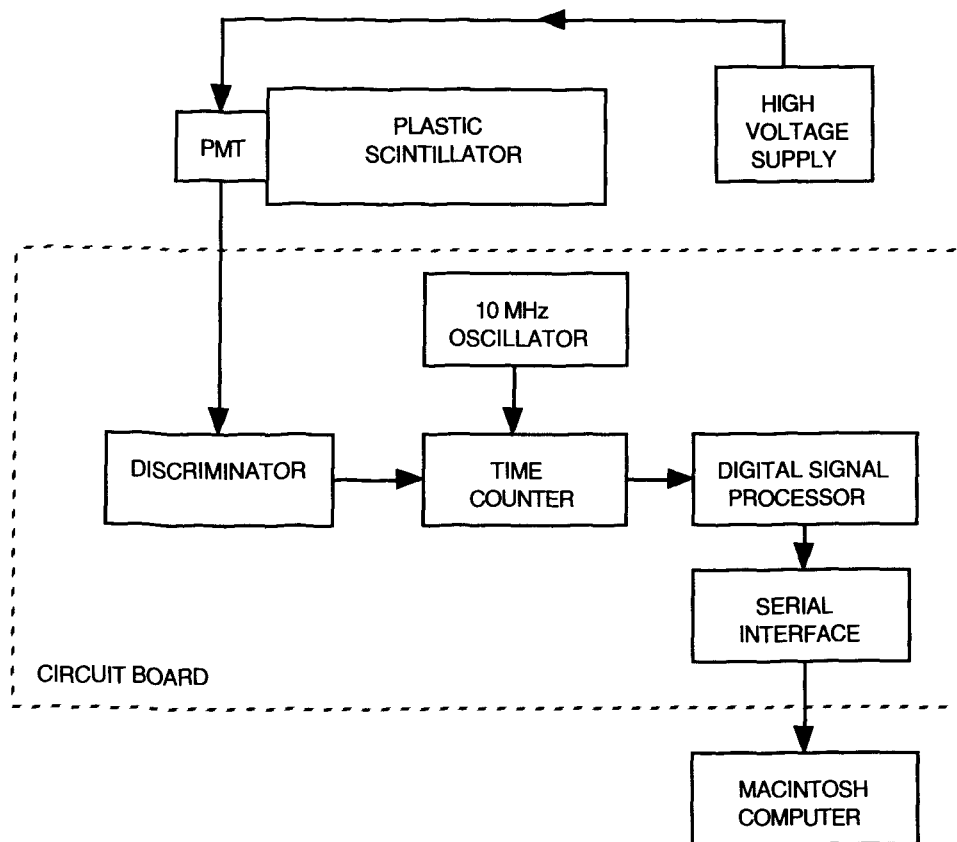 HIGH
VOLTAGE
SUPPLY
PMT
PLASTIC
SCINTILLATOR
10 MHz
OSCILLATOR
DISCRIMINATOR
TIME
COUNTER
DIGITAL SIGNAL
PROCESSOR
SERIAL
INTERFACE
CIRCUIT BOARD
MACINTOSH
COMPUTER